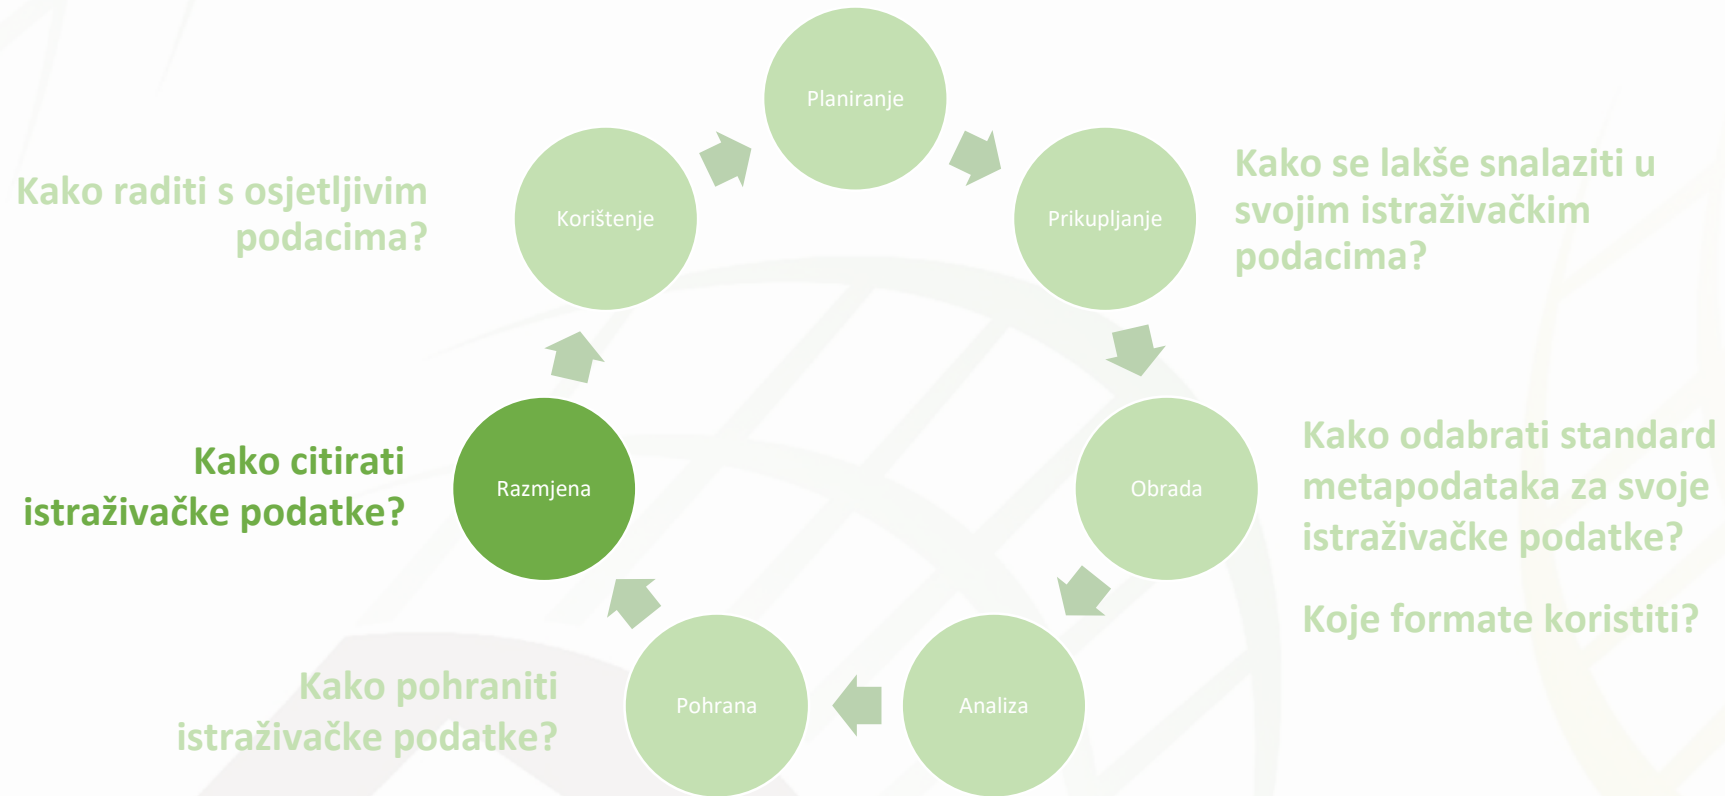 Planiranje
Kako se lakše snalaziti u
svojim istraživačkim
podacima?
Prikupljanje
Kako raditi s osjetljivim
podacima?
Korištenje
Kako citirati
istraživačke podatke?
Razmjena
Obrada
Kako odabrati standard
metapodataka za svoje
istraživačke podatke?
Koje formate koristiti?
Kako pohraniti
istraživačke podatke?
Pohrana
Analiza